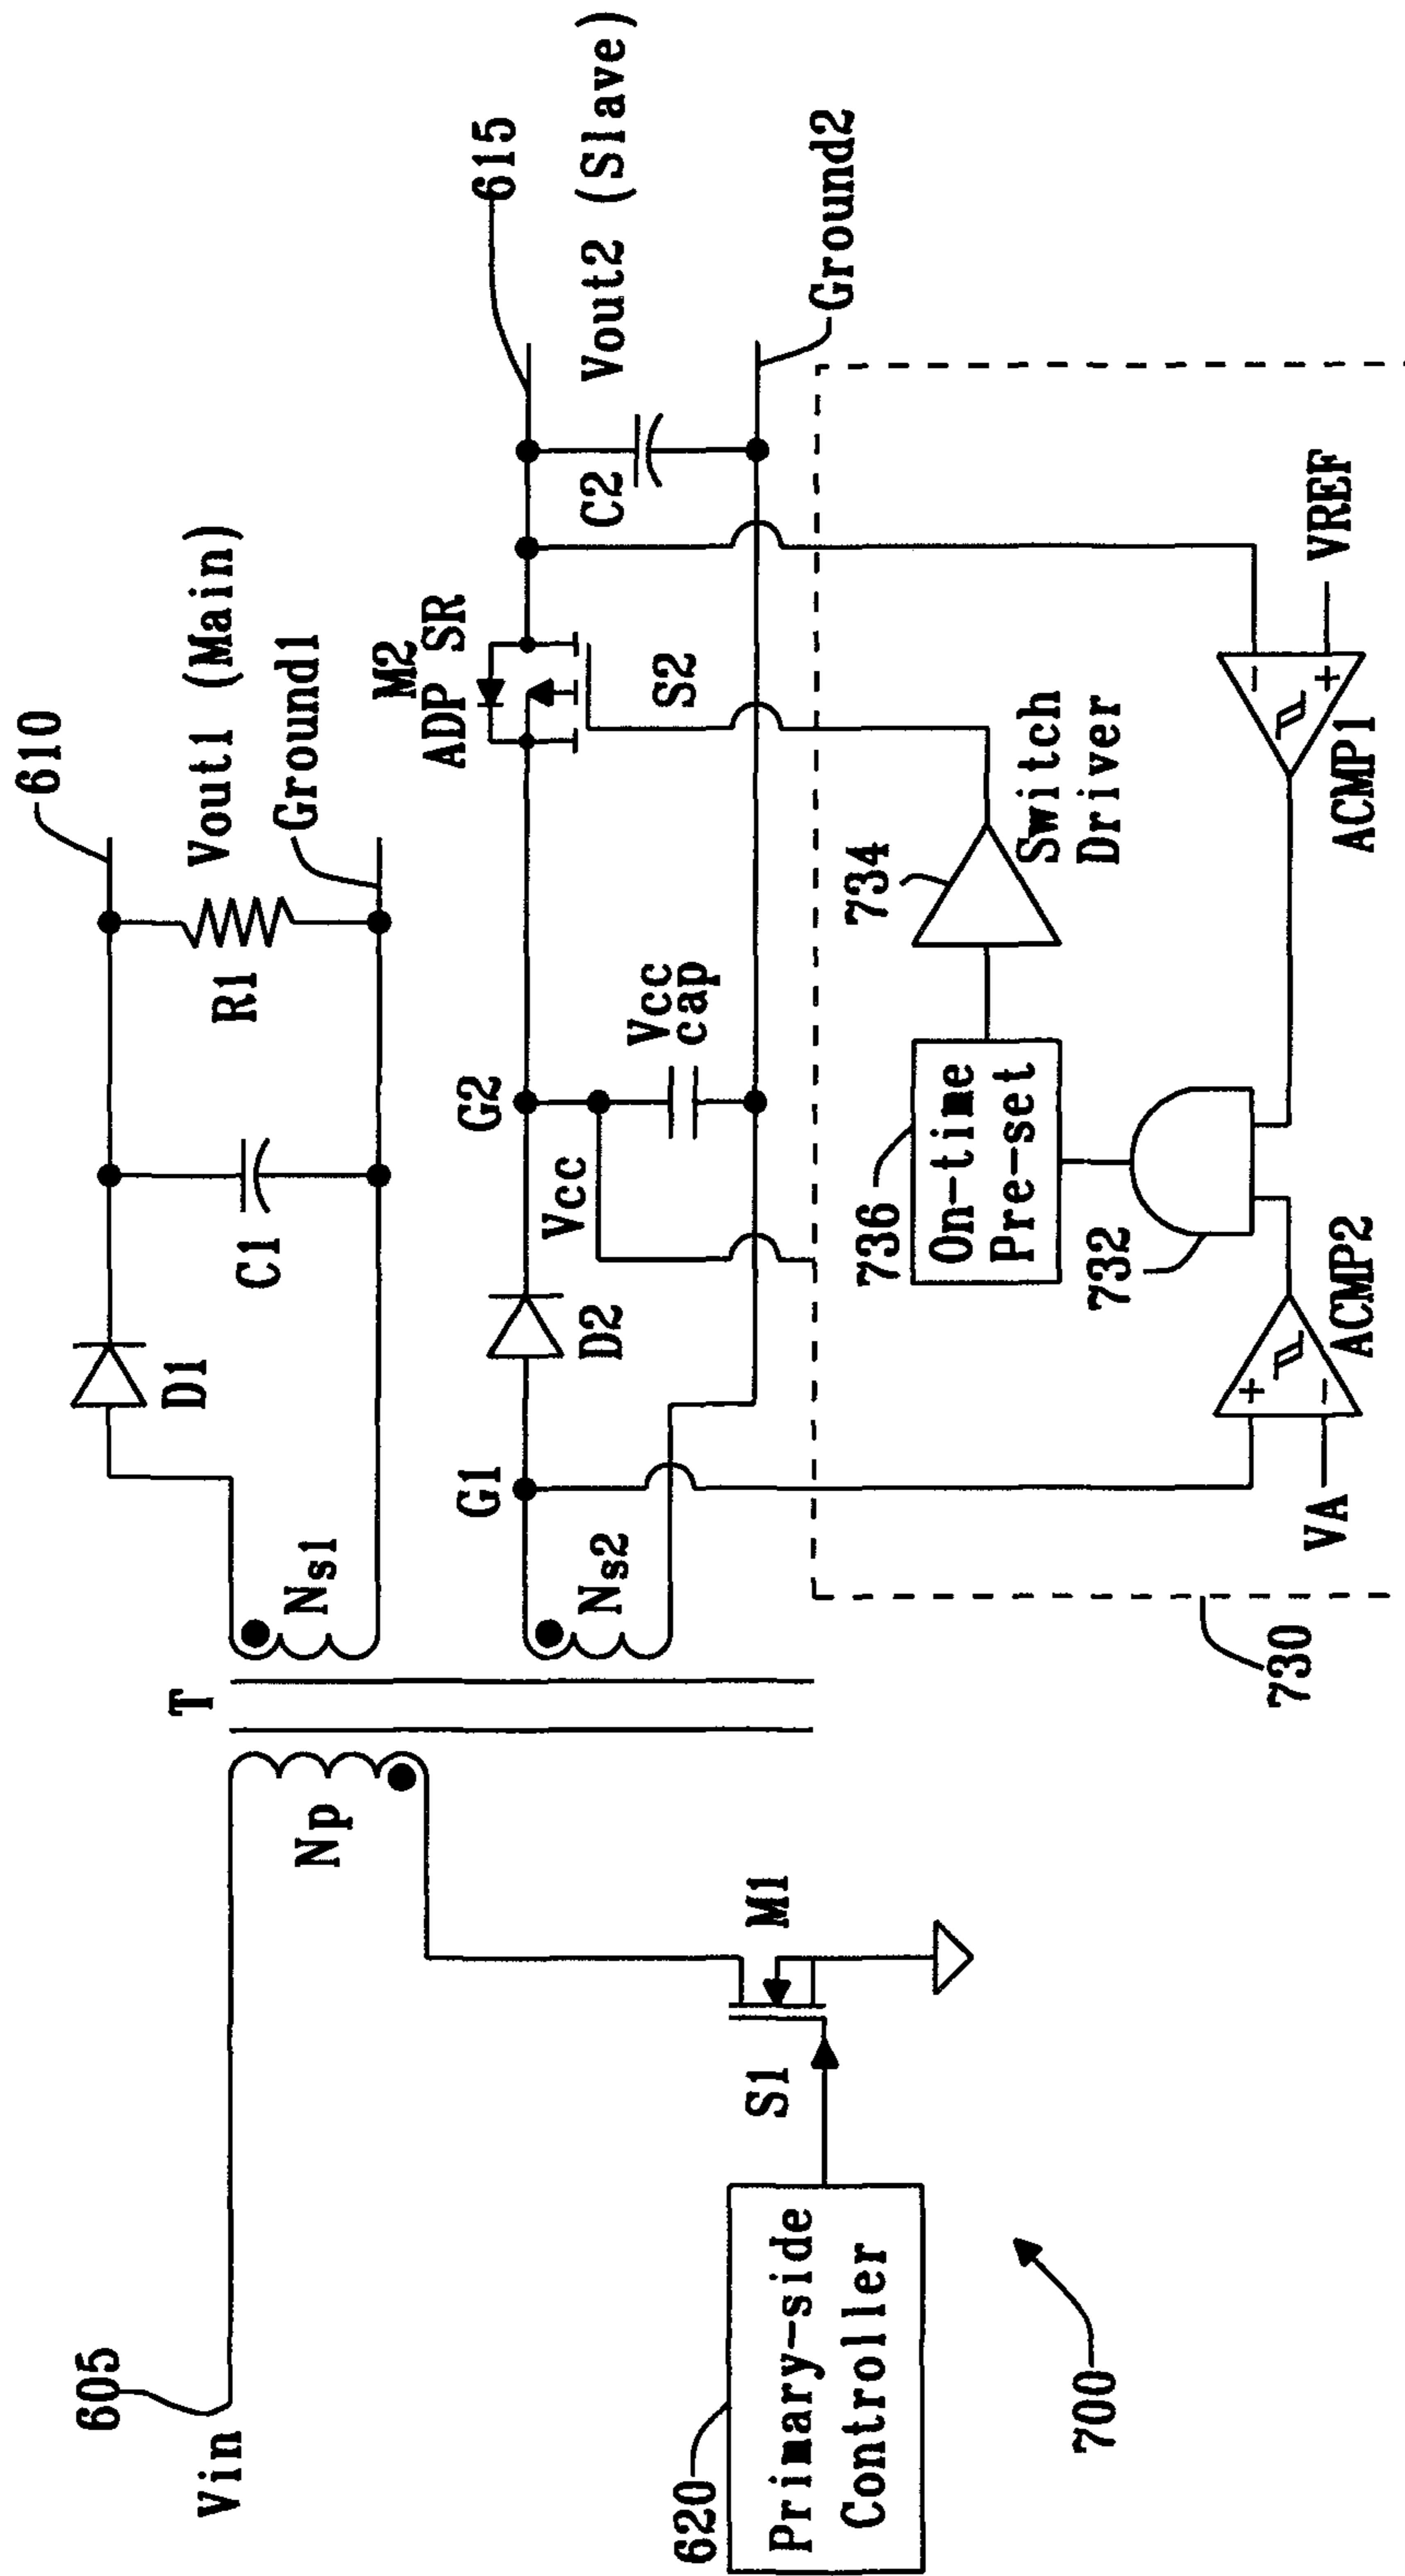 605
Vin
Np
T
Ns1
D1
C1
R1
610
Vout1 (Main)
Ground1
Ns2
G1
D2
G2
Vcc
Vcc
cap
M2
ADP SR
S2
C2
615
Vout2 (Slave)
Ground2
620
Primary-side
Controller
S1
M1
700
730
VA
+
−
ACMP2
732
736
On-time
Pre-set
734
Switch
Driver
−
+
ACMP1
VREF